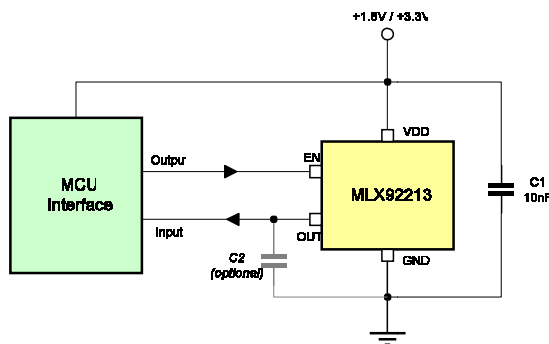 +1.8V / +3.3V
VDD
Output
EN
MCU
Interface
MLX92213
C1
10nF
Input
OUT
C2
(optional)
GND